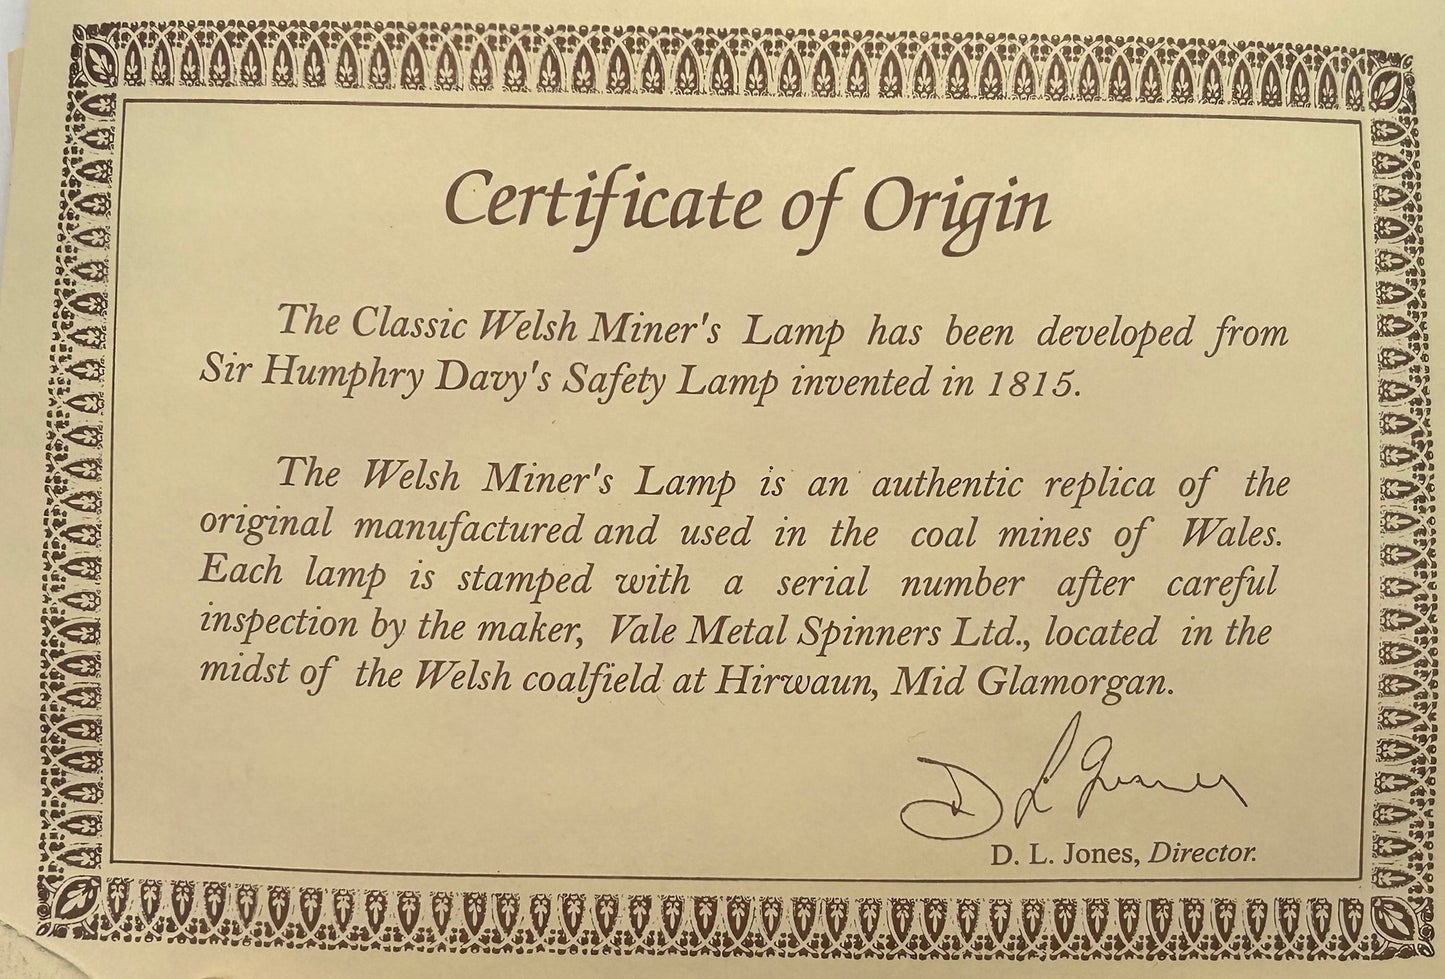 Certificate of Origin
The Classic Welsh Miner's Lamp has been developed from
Sir Humphry Davy's Safety Lamp invented in 1815.
The Welsh Miner's Lamp is an authentic replica of the
original manufactured and used in the coal mines of Wales.
Each lamp is stamped with a serial number after careful
inspection by the maker, Vale Metal Spinners Ltd., located in the
midst of the Welsh coalfield at Hirwaun, Mid Glamorgan.
D L Jones
D. L. Jones, Director.